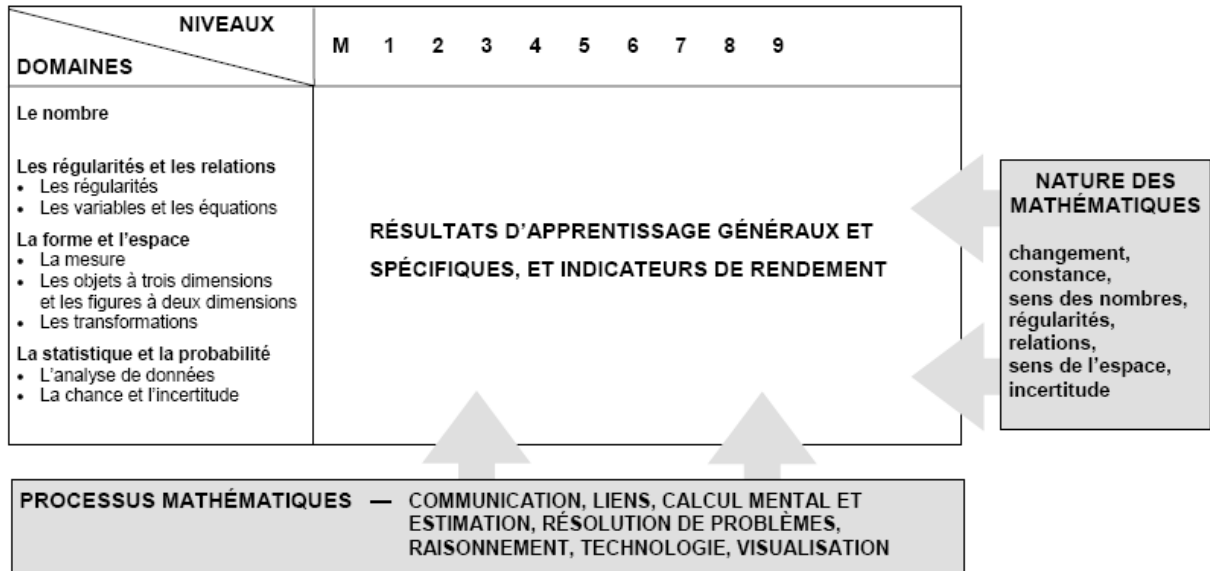 NIVEAUX
DOMAINES
M 1 2 3 4 5 6 7 8 9
Le nombre
Les régularités et les relations
• Les régularités
• Les variables et les équations
La forme et l'espace
• La mesure
• Les objets à trois dimensions
et les figures à deux dimensions
• Les transformations
La statistique et la probabilité
• L'analyse de données
• La chance et l'incertitude
RÉSULTATS D'APPRENTISSAGE GÉNÉRAUX ET
SPÉCIFIQUES, ET INDICATEURS DE RENDEMENT
NATURE DES
MATHÉMATIQUES
changement,
constance,
sens des nombres,
régularités,
relations,
sens de l'espace,
incertitude
PROCESSUS MATHÉMATIQUES — COMMUNICATION, LIENS, CALCUL MENTAL ET
ESTIMATION, RÉSOLUTION DE PROBLÈMES,
RAISONNEMENT, TECHNOLOGIE, VISUALISATION